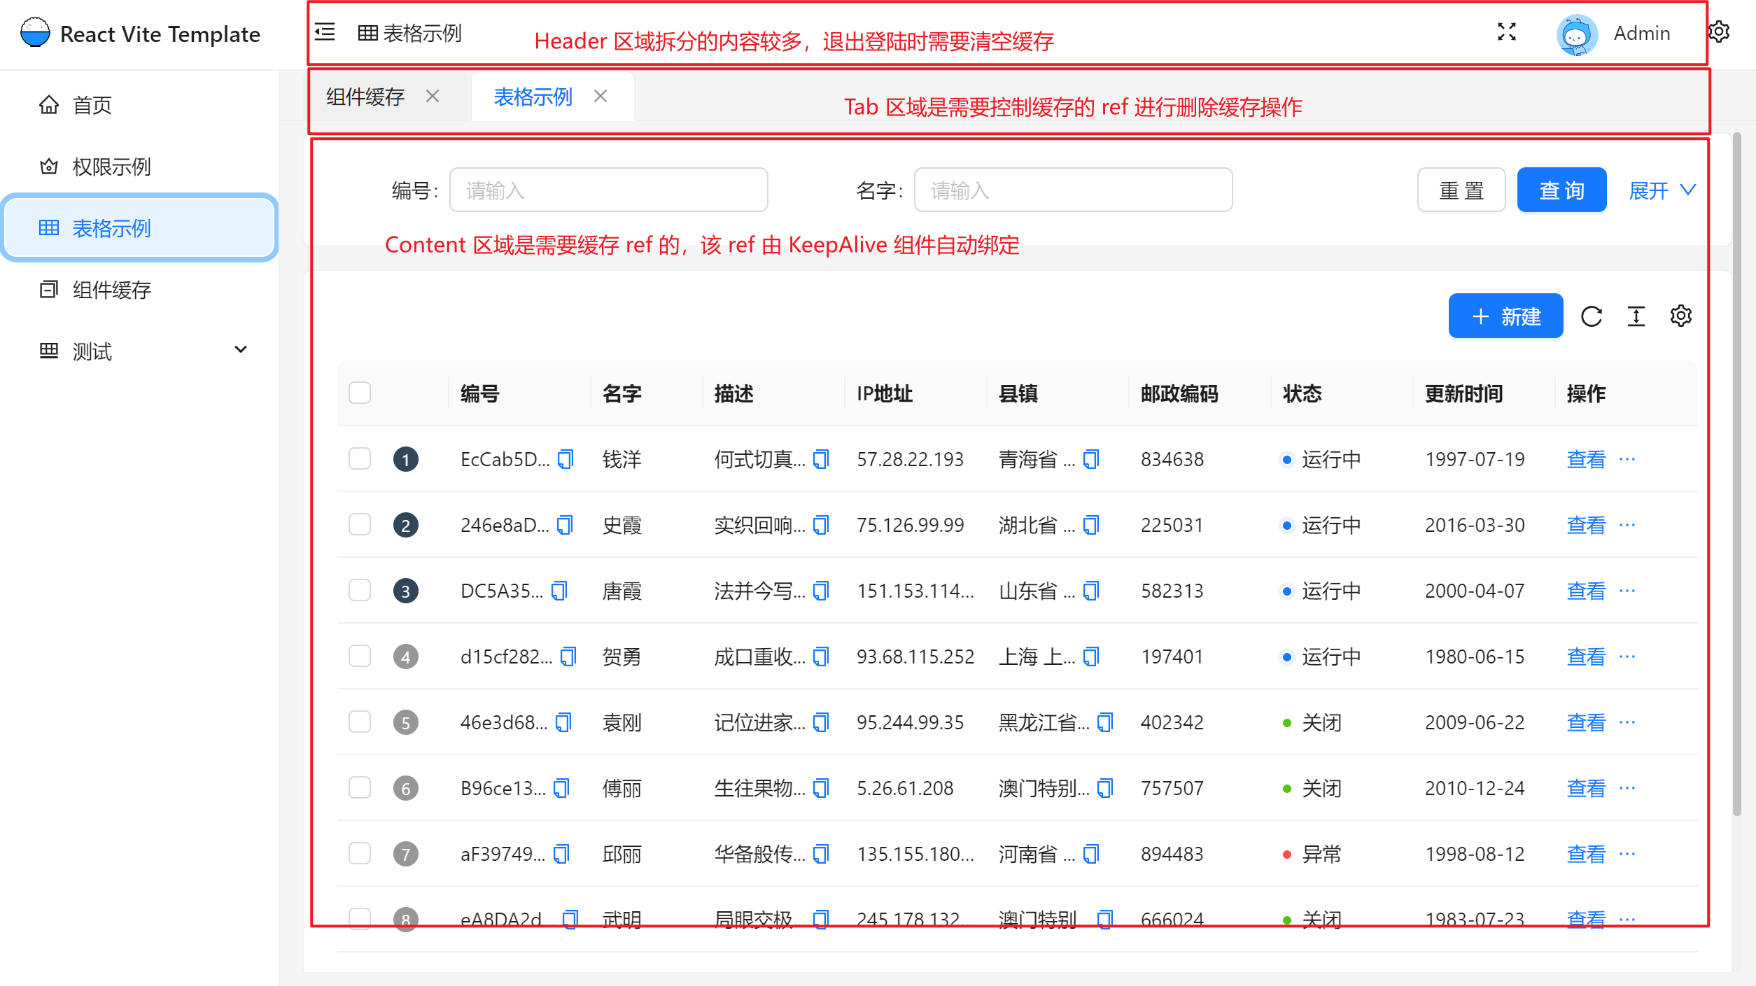 React Vite Template
表格示例
Header 区域拆分的内容较多，退出登陆时需要清空缓存
Admin
首页
权限示例
表格示例
组件缓存
测试
组件缓存
表格示例
Tab 区域是需要控制缓存的 ref 进行删除缓存操作
编号: 请输入 名字: 请输入 重 置 查 询 展开
Content 区域是需要缓存 ref 的，该 ref 由 KeepAlive 组件自动绑定
新建
编号 名字 描述 IP地址 县镇 邮政编码 状态 更新时间 操作
1 EcCab5D... 钱洋 何式切真... 57.28.22.193 青海省 ... 834638 运行中 1997-07-19 查看 ···
2 246e8aD... 史霞 实织回响... 75.126.99.99 湖北省 ... 225031 运行中 2016-03-30 查看 ···
3 DC5A35... 唐霞 法并今写... 151.153.114... 山东省 ... 582313 运行中 2000-04-07 查看 ···
4 d15cf282... 贺勇 成口重收... 93.68.115.252 上海 上... 197401 运行中 1980-06-15 查看 ···
5 46e3d68... 袁刚 记位进家... 95.244.99.35 黑龙江省... 402342 关闭 2009-06-22 查看 ···
6 B96ce13... 傅丽 生往果物... 5.26.61.208 澳门特别... 757507 关闭 2010-12-24 查看 ···
7 aF39749... 邱丽 华备般传... 135.155.180... 河南省 ... 894483 异常 1998-08-12 查看 ···
8 eA8DA2d... 武明 局眼交极... 245.178.132... 澳门特别... 666024 关闭 1983-07-23 查看 ···